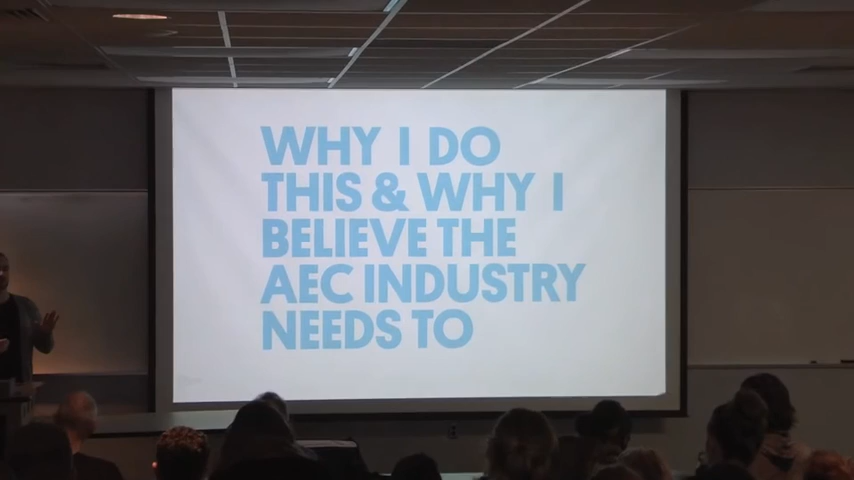 WHY I DO
THIS & WHY I
BELIEVE THE
AEC INDUSTRY
NEEDS TO